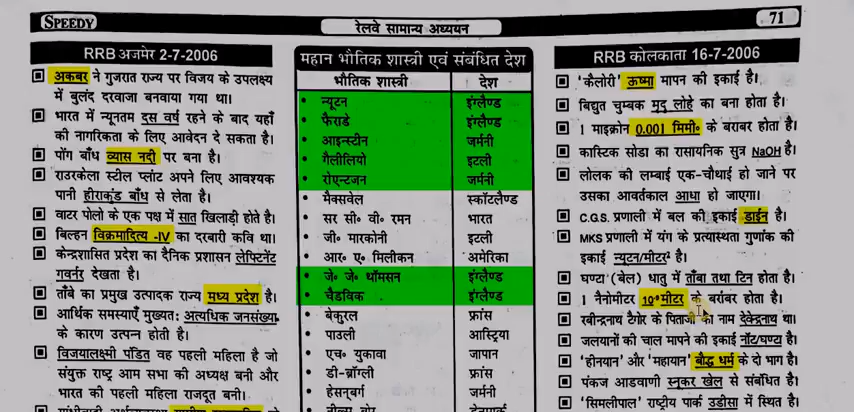 SPEEDY
रेलवे सामान्य अध्ययन
71
RRB अजमेर 2-7-2006
अकबर ने गुजरात राज्य पर विजय के उपलक्ष्य
में बुलंद दरवाजा बनवाया गया था।
भारत में न्यूनतम दस वर्ष रहने के बाद यहाँ
की नागरिकता के लिए आवेदन दे सकता है।
पोंग बाँध व्यास नदी पर बना है।
राउरकेला स्टील प्लांट अपने लिए आवश्यक
पानी हीराकुंड बाँध से लेता है।
वाटर पोलो के एक पक्ष में सात खिलाड़ी होते है।
बिल्हन विक्रमादित्य -IV का दरबारी कवि था।
केन्द्रशासित प्रदेश का दैनिक प्रशासन लेफ्टिनेंट
गवर्नर देखता है।
ताँबे का प्रमुख उत्पादक राज्य मध्य प्रदेश है।
आर्थिक समस्याएँ मुख्यतः अत्यधिक जनसंख्या
के कारण उत्पन्न होती है।
विजयालक्ष्मी पंडित वह पहली महिला है जो
संयुक्त राष्ट्र आम सभा की अध्यक्ष बनी और
भारत की पहली महिला राजदूत बनी।
महान भौतिक शास्त्री एवं संबंधित देश
भौतिक शास्त्री देश
न्यूटन इंग्लैण्ड
फैराडे इंग्लैण्ड
आइन्स्टीन जर्मनी
गैलीलियो इटली
रोएन्टजन जर्मनी
मैक्सवेल स्कॉटलैण्ड
सर सी॰ वी॰ रमन भारत
जी॰ मारकोनी इटली
आर॰ ए॰ मिलीकन अमेरिका
जे॰ जे॰ थॉमसन इंग्लैण्ड
चैडविक इंग्लैण्ड
बेकुरल फ्रांस
पाउली आस्ट्रिया
एच॰ युकावा जापान
डी-ब्रॉग्ली फ्रांस
हेसनबर्ग जर्मनी
RRB कोलकाता 16-7-2006
'कैलोरी' ऊष्मा मापन की इकाई है।
बिद्युत चुम्बक मृदु लोहे का बना होता है।
1 माइक्रोन 0.001 मिमी॰ के बराबर होता है।
कास्टिक सोडा का रासायनिक सुत्र NaOH है।
लोलक की लम्बाई एक-चौथाई हो जाने पर
उसका आवर्तकाल आधा हो जाएगा।
C.G.S. प्रणाली में बल की इकाई डाईन है।
MKS प्रणाली में यंग के प्रत्यास्थता गुणांक की
इकाई न्यूटन/मीटर² है।
घण्टा (बेल) धातु में ताँबा तथा टिन होता है।
1 नैनोमीटर मीटर के बराबर होता है।
रबीन्द्रनाथ टैगोर के पिताजी का नाम देवेन्द्रनाथ था।
जलयानों की चाल मापने की इकाई नॉट/घण्टा है।
'हीनयान' और 'महायान' बौद्ध धर्म के दो भाग है।
पंकज आडवाणी स्नूकर खेल से संबंधित है।
'सिमलीपाल' राष्ट्रीय पार्क उडीसा में स्थित है।